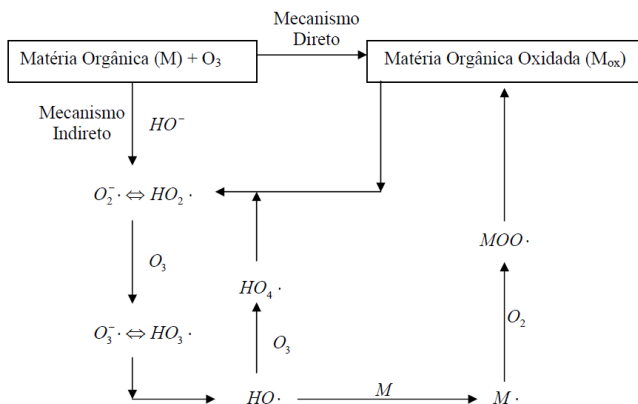 Mecanismo
Direto
Matéria Orgânica (M) + O₃
Matéria Orgânica Oxidada (Mₒₓ)
Mecanismo
Indireto
HO⁻
O₂⁻· ⇔ HO₂·
O₃
O₃⁻· ⇔ HO₃·
HO₄·
O₃
HO·
M
M·
O₂
MOO·